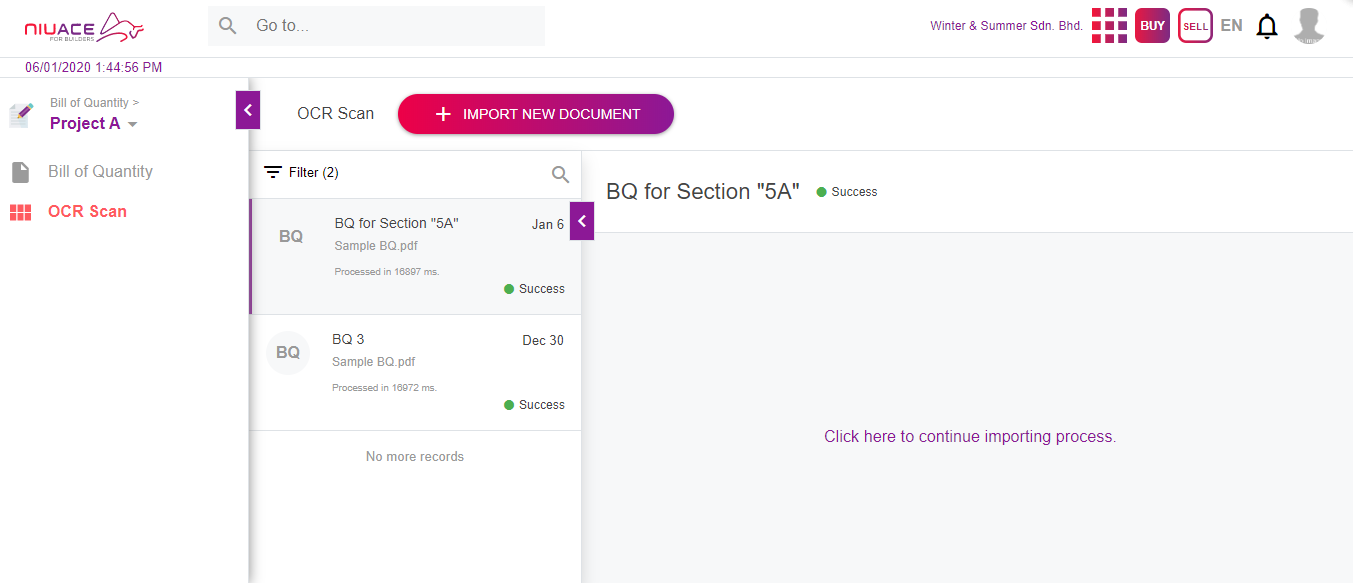 NIUACE
FOR BUILDERS
Go to...
Winter & Summer Sdn. Bhd.
BUY
SELL
EN
06/01/2020 1:44:56 PM
Bill of Quantity >
Project A
Bill of Quantity
OCR Scan
OCR Scan
+ IMPORT NEW DOCUMENT
Filter (2)
BQ
BQ for Section "5A"
Jan 6
Sample BQ.pdf
Processed in 16897 ms.
Success
BQ
BQ 3
Dec 30
Sample BQ.pdf
Processed in 16972 ms.
Success
No more records
BQ for Section "5A"
Success
Click here to continue importing process.